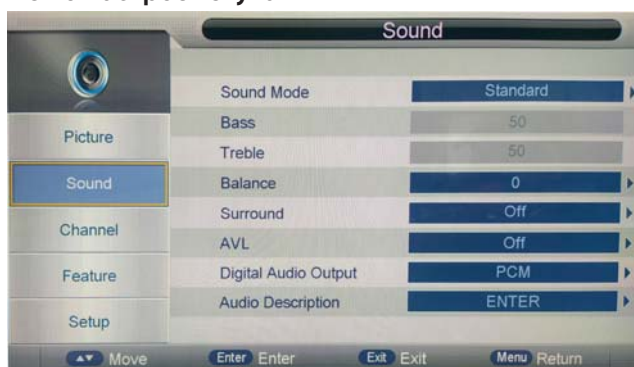 Sound
Sound Mode Standard
Bass 50
Treble 50
Balance 0
Surround Off
AVL Off
Digital Audio Output PCM
Audio Description ENTER
Picture
Sound
Channel
Feature
Setup
Move Enter Enter Exit Exit Menu Return